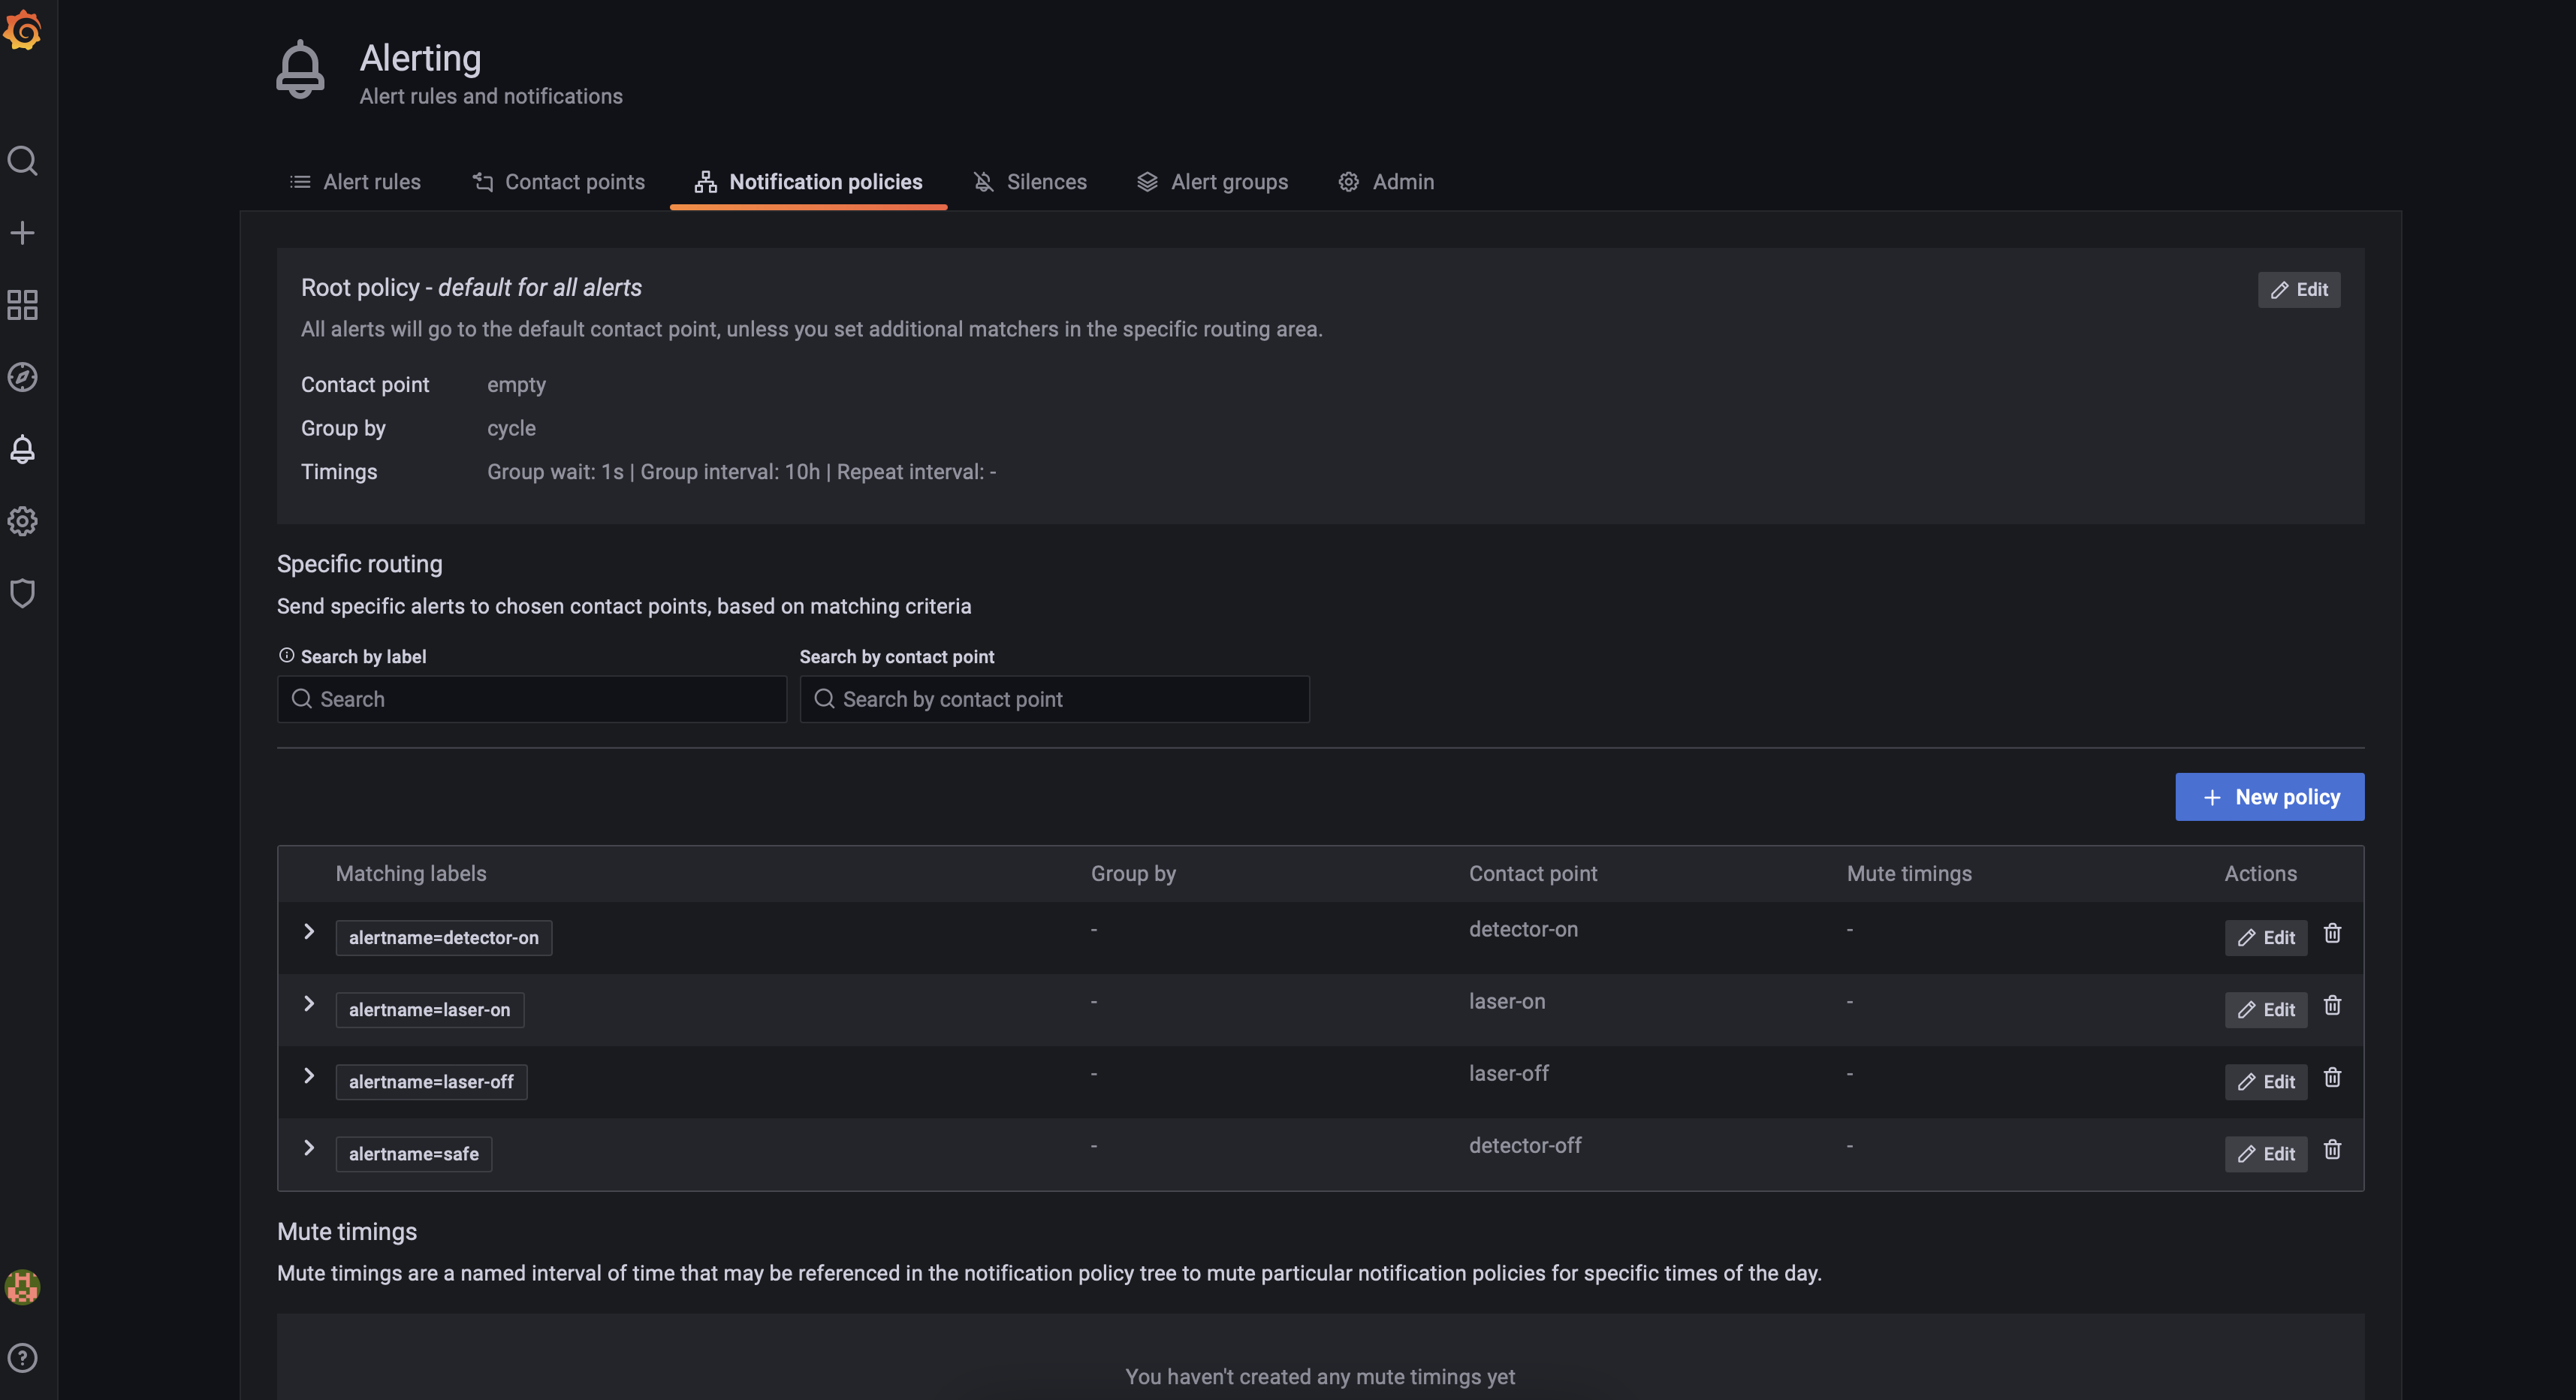 Alerting
Alert rules and notifications
Alert rules
Contact points
Notification policies
Silences
Alert groups
Admin
Root policy - default for all alerts
Edit
All alerts will go to the default contact point, unless you set additional matchers in the specific routing area.
Contact point empty
Group by cycle
Timings Group wait: 1s | Group interval: 10h | Repeat interval: -
Specific routing
Send specific alerts to chosen contact points, based on matching criteria
Search by label
Search by contact point
Search
Search by contact point
+ New policy
Matching labels Group by Contact point Mute timings Actions
alertname=detector-on - detector-on - Edit
alertname=laser-on - laser-on - Edit
alertname=laser-off - laser-off - Edit
alertname=safe - detector-off - Edit
Mute timings
Mute timings are a named interval of time that may be referenced in the notification policy tree to mute particular notification policies for specific times of the day.
You haven't created any mute timings yet